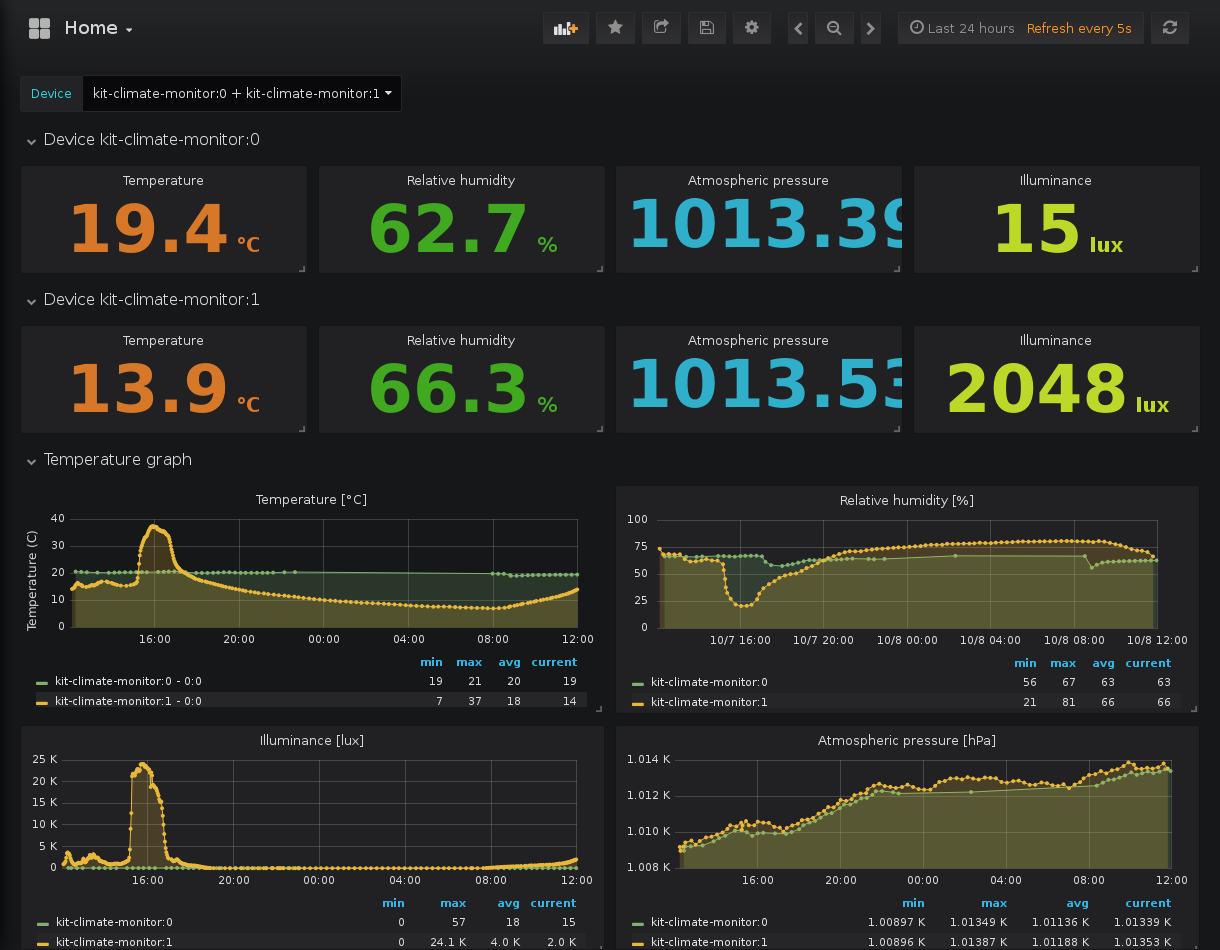 Home
Last 24 hours Refresh every 5s
Device kit-climate-monitor:0 + kit-climate-monitor:1
Device kit-climate-monitor:0
Temperature Relative humidity Atmospheric pressure Illuminance
19.4 °C 62.7 % 1013.39 15 lux
Device kit-climate-monitor:1
Temperature Relative humidity Atmospheric pressure Illuminance
13.9 °C 66.3 % 1013.53 2048 lux
Temperature graph
Temperature [°C]
Temperature (C)
40
30
20
10
0
16:00 20:00 00:00 04:00 08:00 12:00
min max avg current
kit-climate-monitor:0 - 0:0 19 21 20 19
kit-climate-monitor:1 - 0:0 7 37 18 14
Relative humidity [%]
100
75
50
25
0
10/7 16:00 10/7 20:00 10/8 00:00 10/8 04:00 10/8 08:00 10/8 12:00
min max avg current
kit-climate-monitor:0 56 67 63 63
kit-climate-monitor:1 21 81 66 66
Illuminance [lux]
25 K
20 K
15 K
10 K
5 K
0
16:00 20:00 00:00 04:00 08:00 12:00
min max avg current
kit-climate-monitor:0 0 57 18 15
kit-climate-monitor:1 0 24.1 K 4.0 K 2.0 K
Atmospheric pressure [hPa]
1.014 K
1.012 K
1.010 K
1.008 K
16:00 20:00 00:00 04:00 08:00 12:00
min max avg current
kit-climate-monitor:0 1.00897 K 1.01349 K 1.01136 K 1.01339 K
kit-climate-monitor:1 1.00896 K 1.01387 K 1.01188 K 1.01353 K